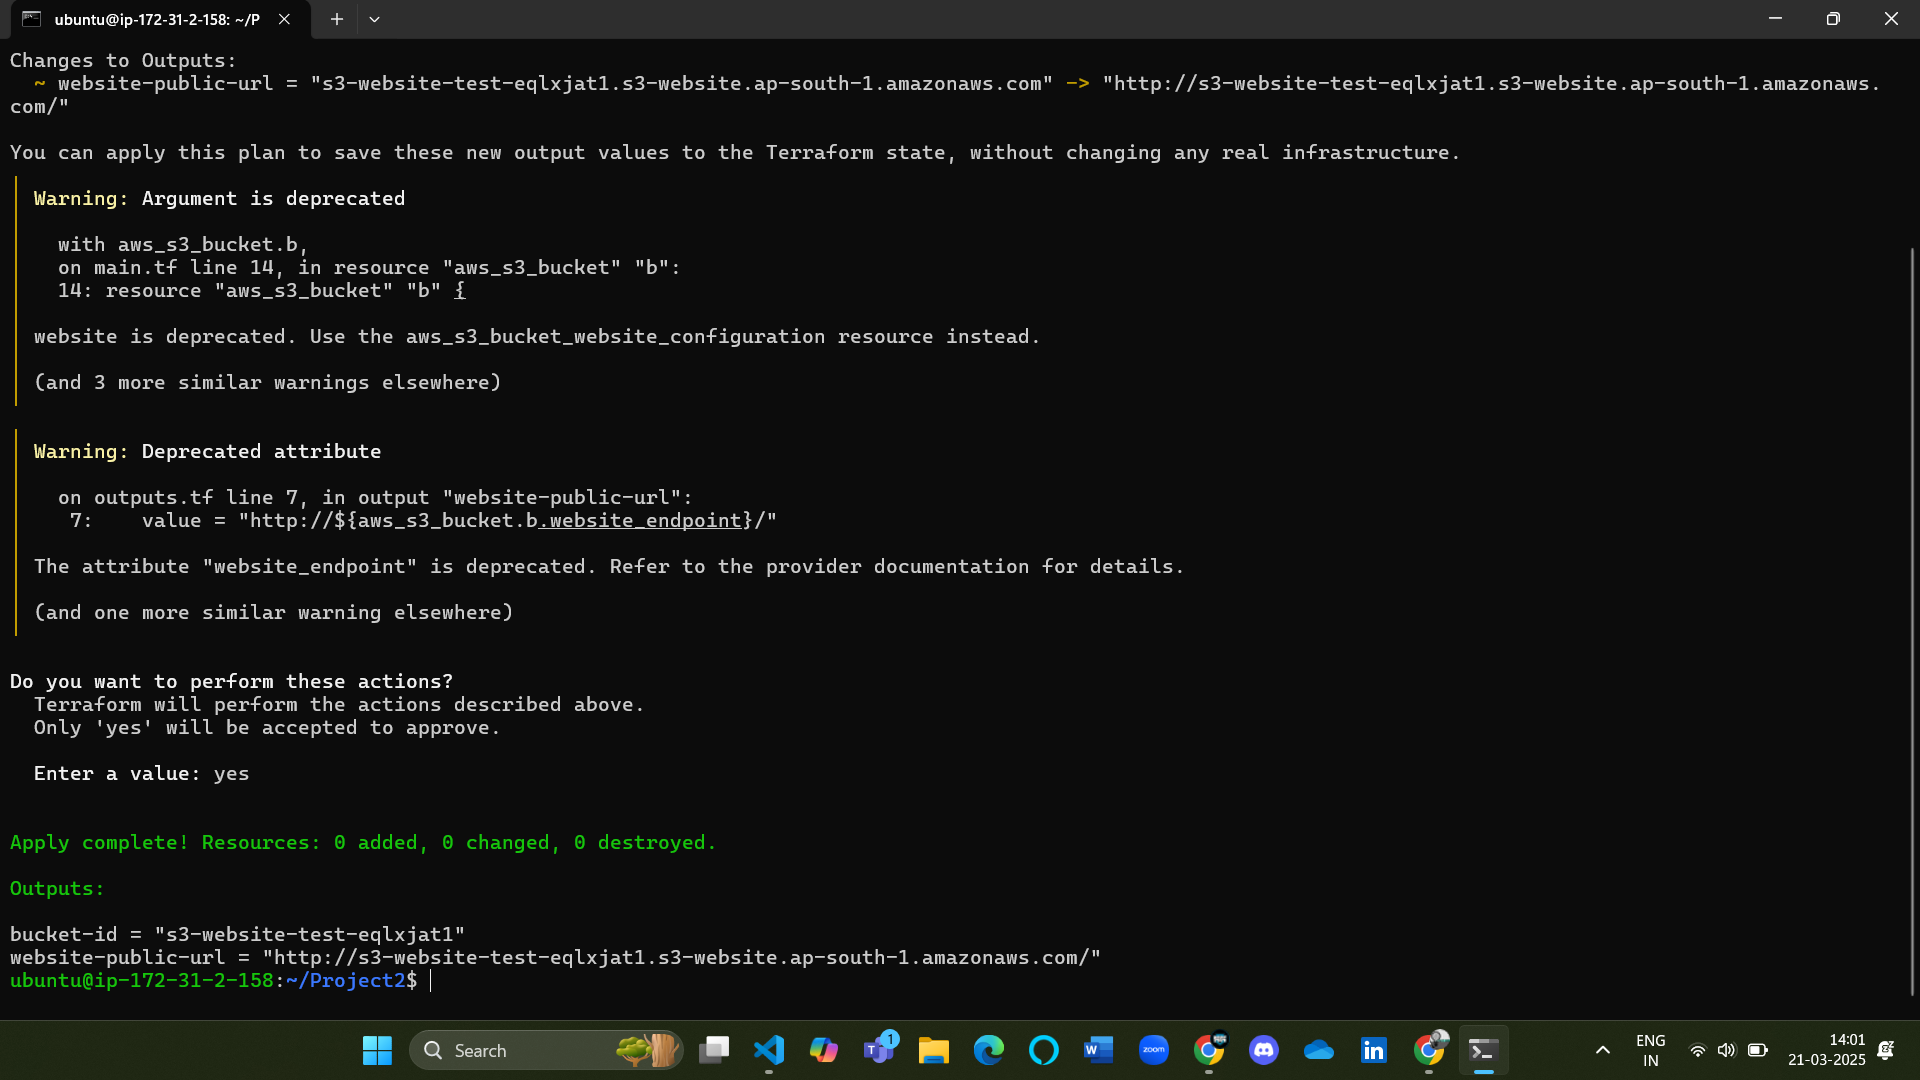 ubuntu@ip-172-31-2-158: ~/P
Changes to Outputs:
~ website-public-url = "s3-website-test-eqlxjat1.s3-website.ap-south-1.amazonaws.com" -> "http://s3-website-test-eqlxjat1.s3-website.ap-south-1.amazonaws.
com/"
You can apply this plan to save these new output values to the Terraform state, without changing any real infrastructure.
Warning: Argument is deprecated
with aws_s3_bucket.b,
on main.tf line 14, in resource "aws_s3_bucket" "b":
14: resource "aws_s3_bucket" "b" {
website is deprecated. Use the aws_s3_bucket_website_configuration resource instead.
(and 3 more similar warnings elsewhere)
Warning: Deprecated attribute
on outputs.tf line 7, in output "website-public-url":
7:    value = "http://${aws_s3_bucket.b.website_endpoint}/"
The attribute "website_endpoint" is deprecated. Refer to the provider documentation for details.
(and one more similar warning elsewhere)
Do you want to perform these actions?
Terraform will perform the actions described above.
Only 'yes' will be accepted to approve.
Enter a value: yes
Apply complete! Resources: 0 added, 0 changed, 0 destroyed.
Outputs:
bucket-id = "s3-website-test-eqlxjat1"
website-public-url = "http://s3-website-test-eqlxjat1.s3-website.ap-south-1.amazonaws.com/"
ubuntu@ip-172-31-2-158:~/Project2$
Search
T
1
W
zoom
in
ENG
IN
14:01
21-03-2025